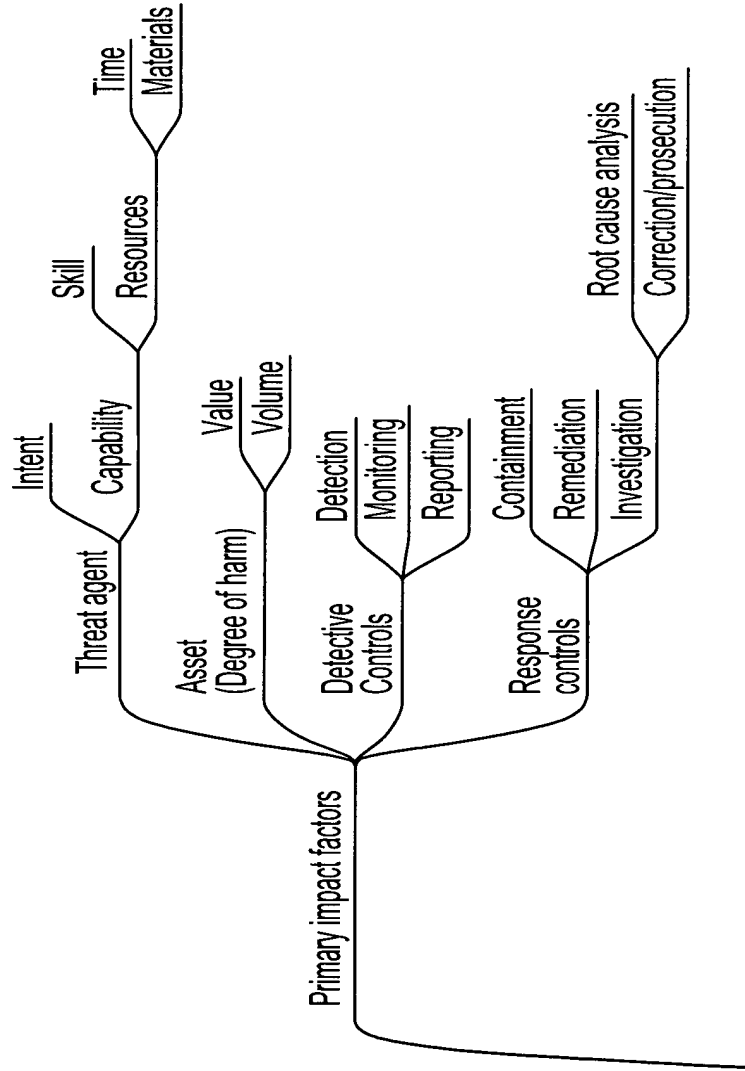 Primary impact factors
Threat agent
Intent
Capability
Skill
Resources
Time
Materials
Asset
(Degree of harm)
Value
Volume
Detective
Controls
Detection
Monitoring
Reporting
Response
controls
Containment
Remediation
Investigation
Root cause analysis
Correction/prosecution